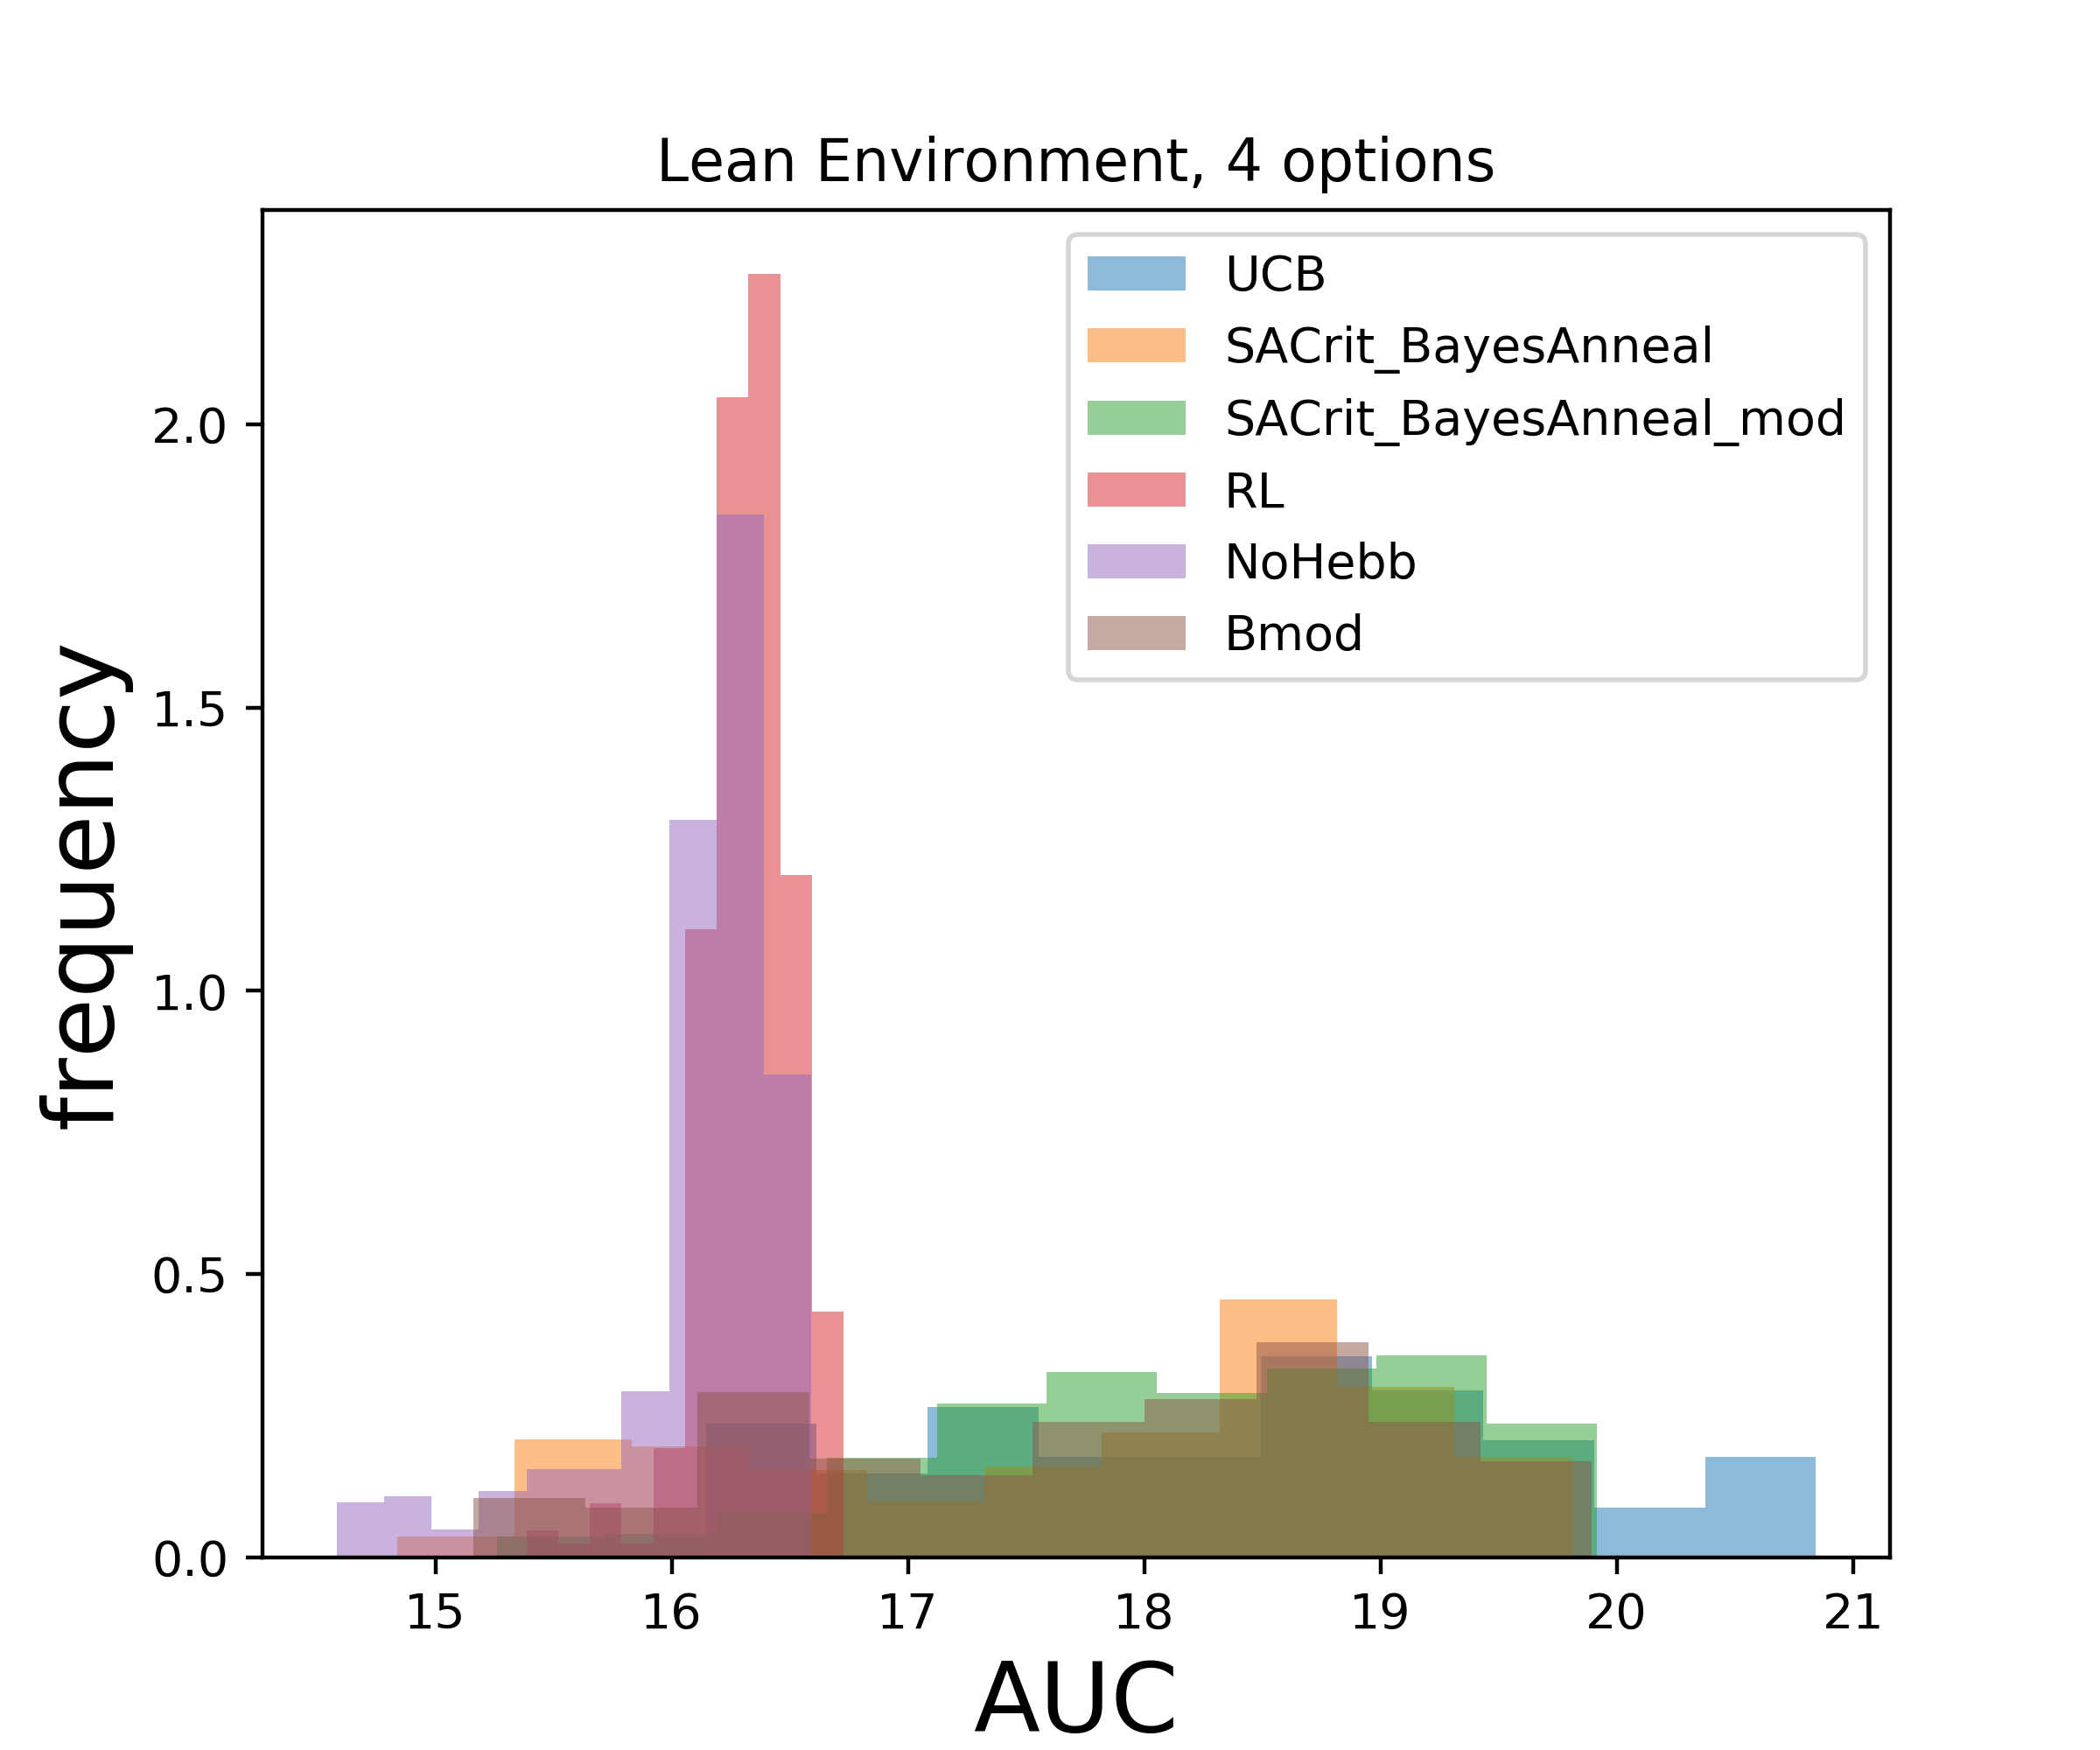 Lean Environment, 4 options
UCB
SACrit_BayesAnneal
SACrit_BayesAnneal_mod
RL
NoHebb
Bmod
frequency
2.0
1.5
1.0
0.5
0.0
15 16 17 18 19 20 21
AUC